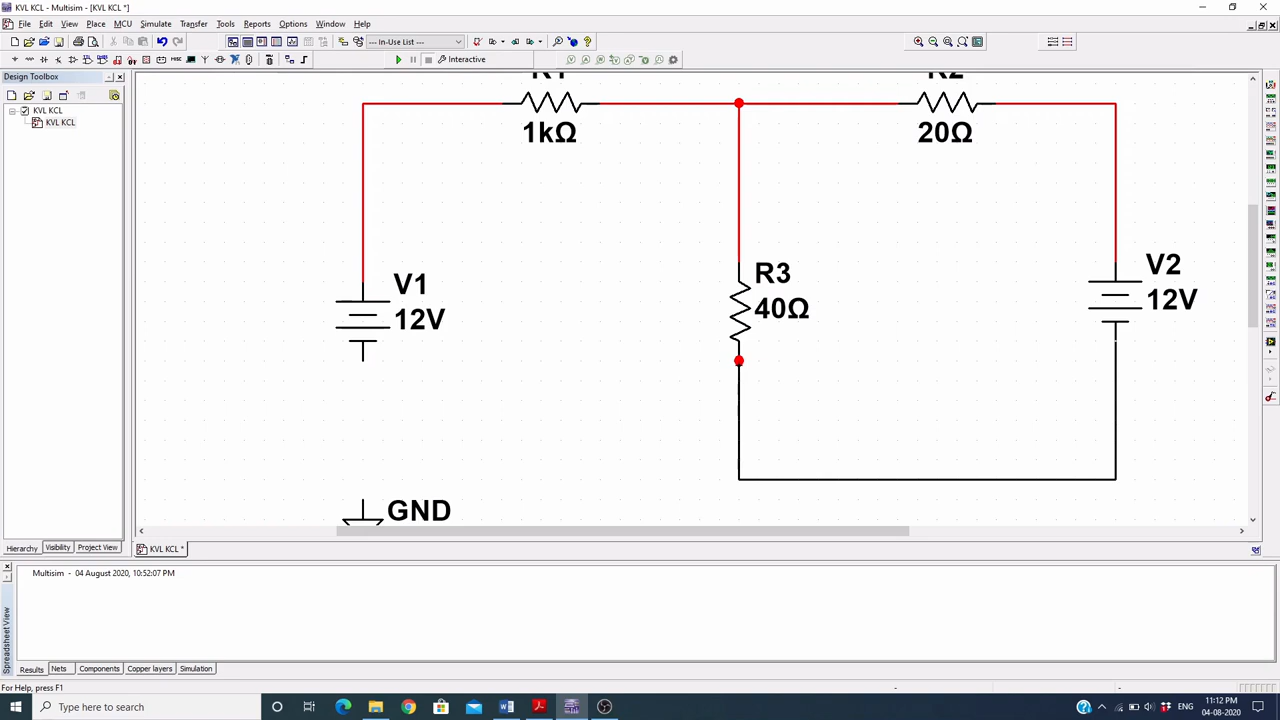 KVL KCL - Multisim - [KVL KCL *]
File Edit View Place MCU Simulate Transfer Tools Reports Options Window Help
--- In-Use List ---
Interactive
Design Toolbox
KVL KCL
KVL KCL
1kΩ
20Ω
V1
12V
R3
40Ω
V2
12V
GND
Hierarchy Visibility Project View
KVL KCL *
Multisim - 04 August 2020, 10:52:07 PM
Spreadsheet View
Results Nets Components Copper layers Simulation
For Help, press F1
Type here to search
ENG
11:12 PM
04-08-2020